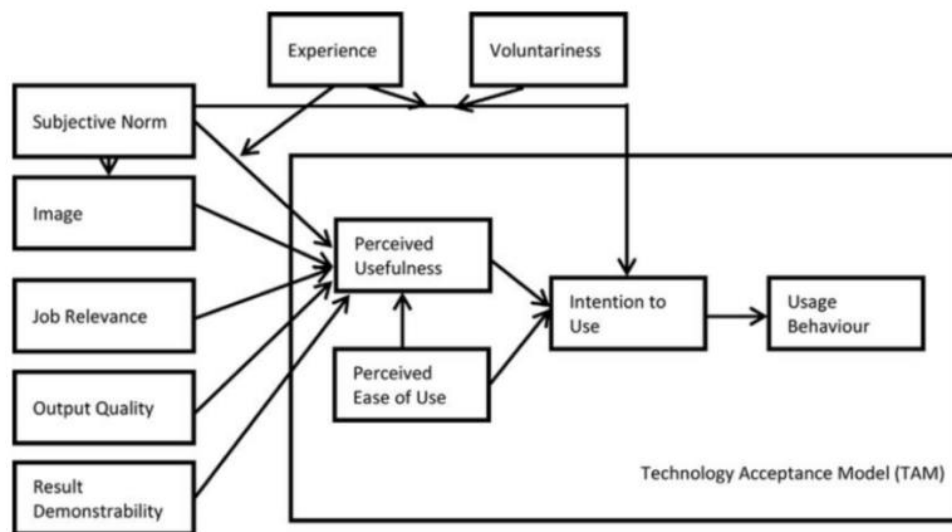 Experience
Voluntariness
Subjective Norm
Image
Perceived
Usefulness
Job Relevance
Intention to
Use
Usage
Behaviour
Perceived
Ease of Use
Output Quality
Result
Demonstrability
Technology Acceptance Model (TAM)